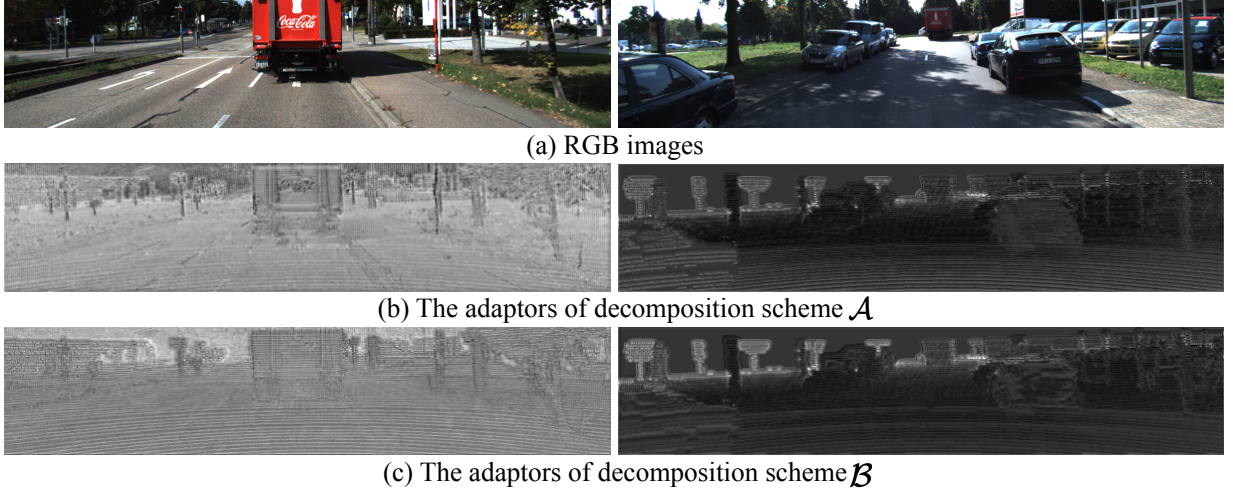 Coca-Cola
(a) RGB images
(b) The adaptors of decomposition scheme 𝒜
(c) The adaptors of decomposition scheme ℬ